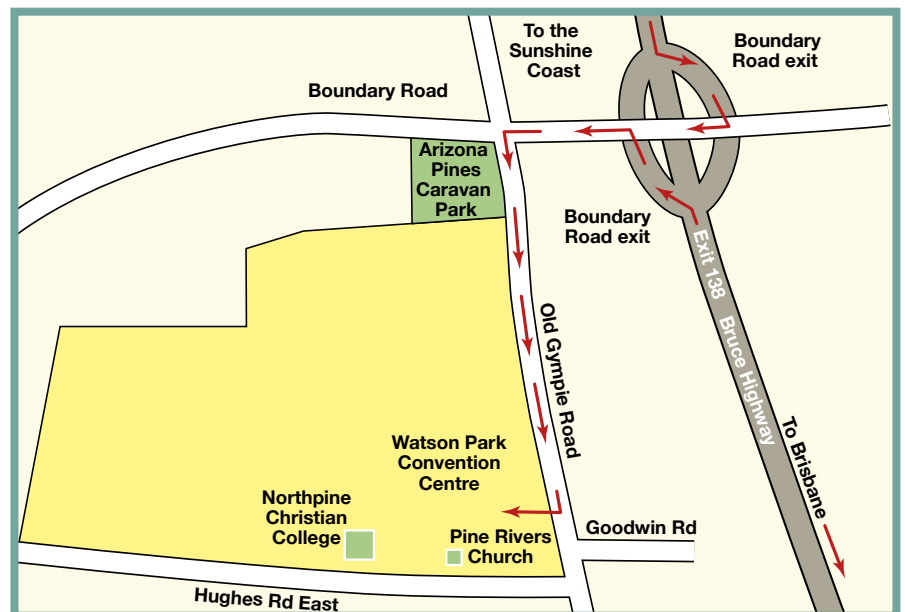 To the
Sunshine
Coast
Boundary
Road exit
Boundary Road
Arizona
Pines
Caravan
Park
Boundary
Road exit
Exit 138 Bruce Highway
Old Gympie Road
To Brisbane
Watson Park
Convention
Centre
Northpine
Christian
College
Pine Rivers
Church
Goodwin Rd
Hughes Rd East